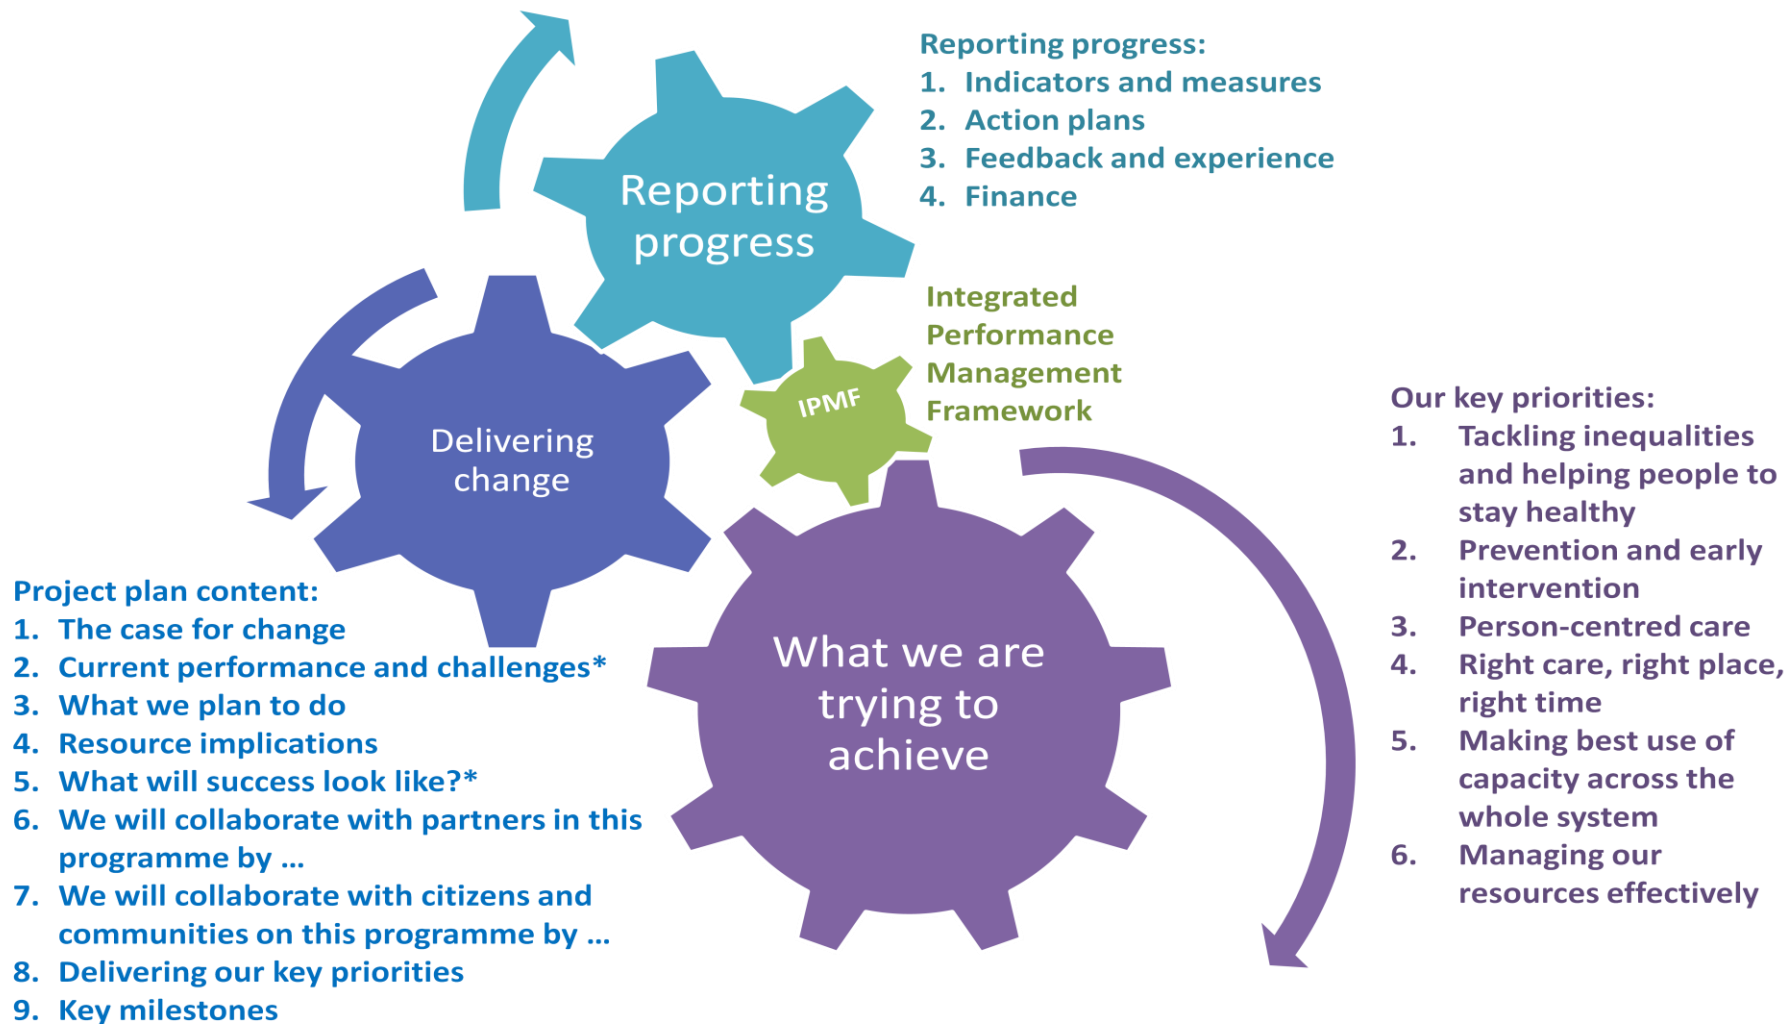 Reporting progress:
1. Indicators and measures
2. Action plans
3. Feedback and experience
4. Finance
Reporting
progress
Integrated
Performance
Management
Framework
IPMF
Delivering
change
Our key priorities:
1. Tackling inequalities
and helping people to
stay healthy
2. Prevention and early
intervention
3. Person-centred care
4. Right care, right place,
right time
5. Making best use of
capacity across the
whole system
6. Managing our
resources effectively
Project plan content:
1. The case for change
2. Current performance and challenges*
3. What we plan to do
4. Resource implications
5. What will success look like?*
6. We will collaborate with partners in this
programme by ...
7. We will collaborate with citizens and
communities on this programme by ...
8. Delivering our key priorities
9. Key milestones
What we are
trying to
achieve